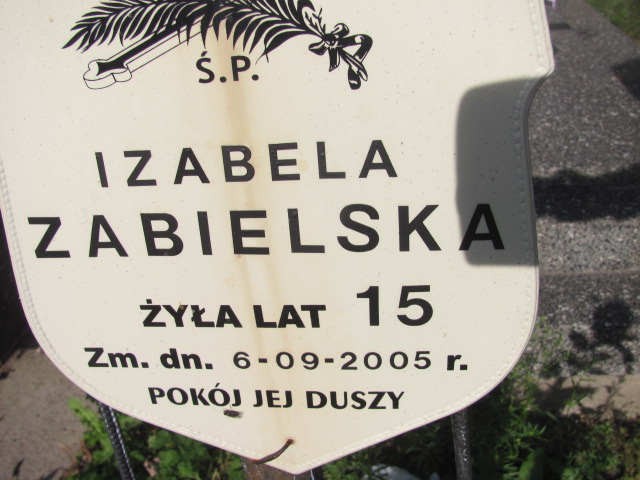 Ś.P.
IZABELA
ZABIELSKA
ŻYŁA LAT 15
Zm. dn. 6-09-2005 r.
POKÓJ JEJ DUSZY